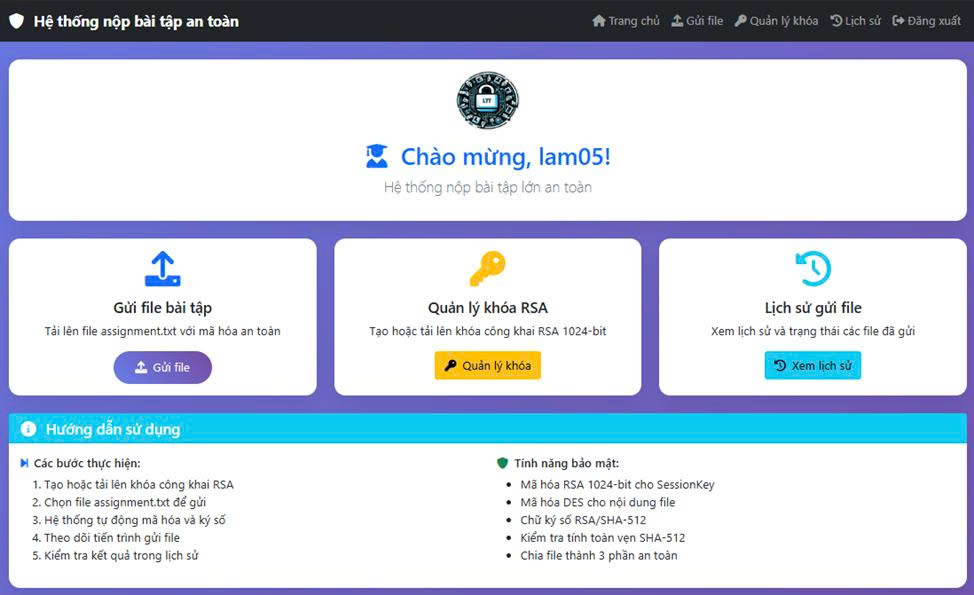 Hệ thống nộp bài tập an toàn
Trang chủ Gửi file Quản lý khóa Lịch sử Đăng xuất
LTT
Chào mừng, lam05!
Hệ thống nộp bài tập lớn an toàn
Gửi file bài tập
Tải lên file assignment.txt với mã hóa an toàn
Gửi file
Quản lý khóa RSA
Tạo hoặc tải lên khóa công khai RSA 1024-bit
Quản lý khóa
Lịch sử gửi file
Xem lịch sử và trạng thái các file đã gửi
Xem lịch sử
Hướng dẫn sử dụng
Các bước thực hiện:
1. Tạo hoặc tải lên khóa công khai RSA
2. Chọn file assignment.txt để gửi
3. Hệ thống tự động mã hóa và ký số
4. Theo dõi tiến trình gửi file
5. Kiểm tra kết quả trong lịch sử
Tính năng bảo mật:
• Mã hóa RSA 1024-bit cho SessionKey
• Mã hóa DES cho nội dung file
• Chữ ký số RSA/SHA-512
• Kiểm tra tính toàn vẹn SHA-512
• Chia file thành 3 phần an toàn